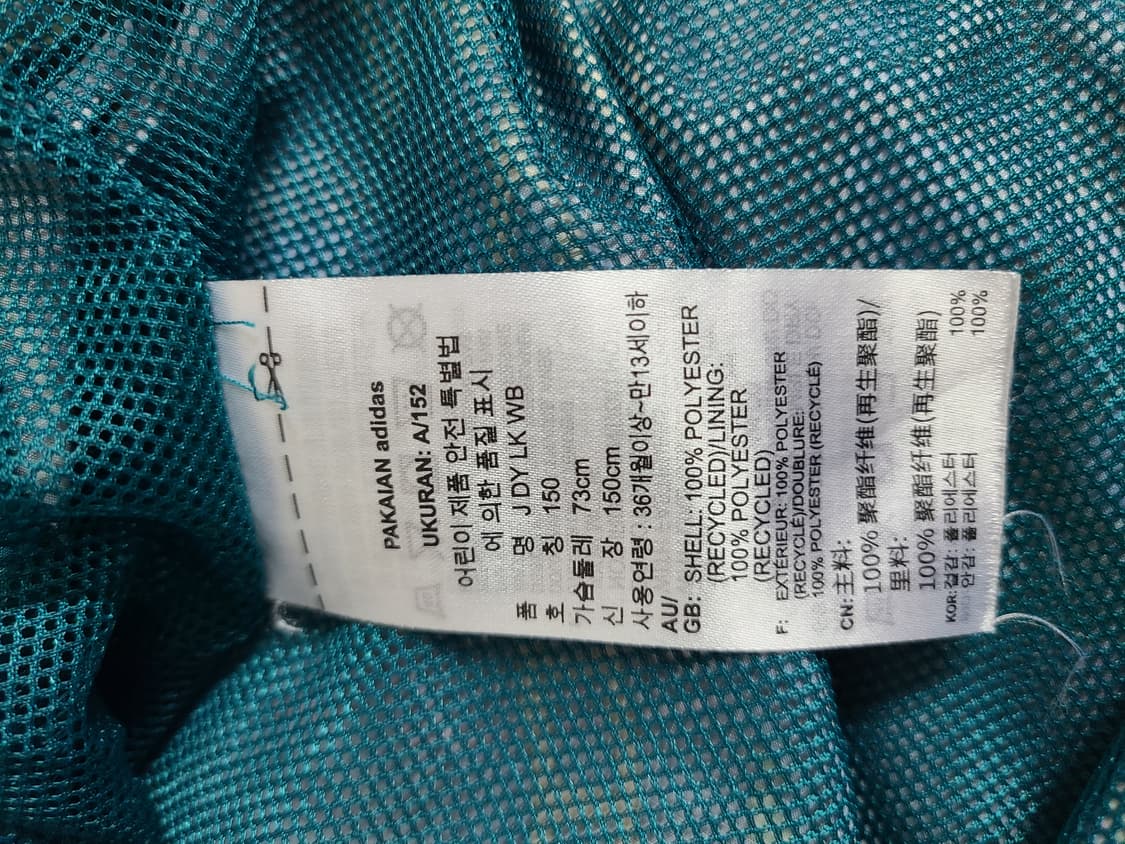 PAKAIAN adidas
UKURAN: A/152
어린이 제품 안전 특별법
에 의한 품질 표시
품 명 J DY LK WB
호 칭 150
가슴둘레 73cm
신 장 150cm
사용연령 : 36개월이상~만13세이하
AU/
GB: SHELL: 100% POLYESTER
(RECYCLED)/LINING:
100% POLYESTER
(RECYCLED)
F: EXTÉRIEUR: 100% POLYESTER
(RECYCLÉ)/DOUBLURE:
100% POLYESTER (RECYCLÉ)
CN: 主料:
100% 聚酯纤维(再生聚酯)/
里料:
100% 聚酯纤维(再生聚酯)
KOR: 겉감: 폴리에스터 100%
안감: 폴리에스터 100%